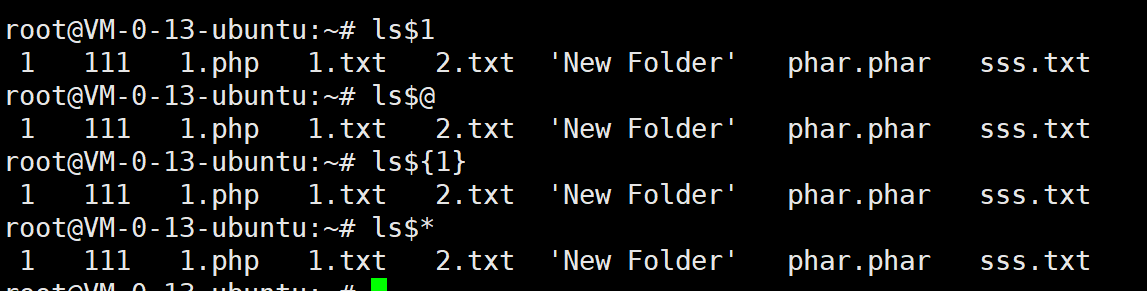 root@VM-0-13-ubuntu:~# ls$1
1 111 1.php 1.txt 2.txt 'New Folder' phar.phar sss.txt
root@VM-0-13-ubuntu:~# ls$@
1 111 1.php 1.txt 2.txt 'New Folder' phar.phar sss.txt
root@VM-0-13-ubuntu:~# ls${1}
1 111 1.php 1.txt 2.txt 'New Folder' phar.phar sss.txt
root@VM-0-13-ubuntu:~# ls$*
1 111 1.php 1.txt 2.txt 'New Folder' phar.phar sss.txt
root@VM-0-13-ubuntu:~#